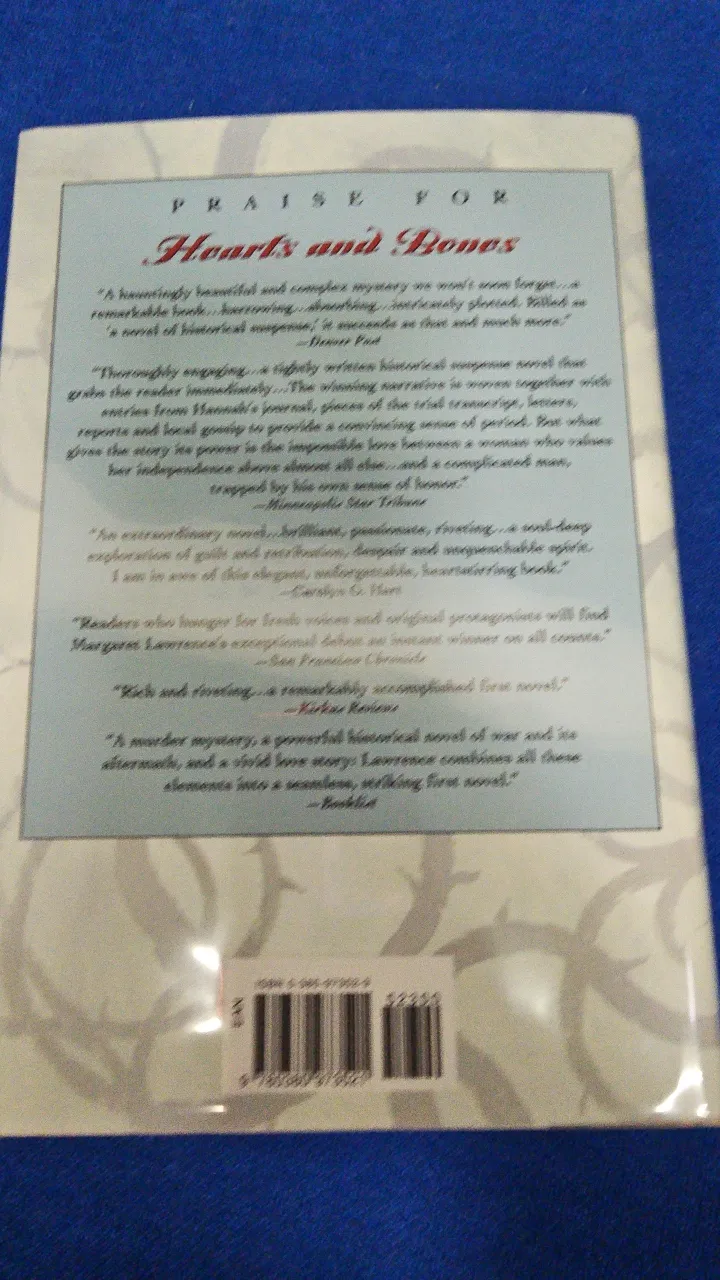 PRAISE FOR
Hearts and Bones
"A hauntingly beautiful and complex mystery we won't soon forget...a
remarkable book...harrowing...absorbing...intricately plotted. Billed as
'a novel of historical suspense,' it succeeds as that and much more."
—Denver Post
"Thoroughly engaging...a tightly written historical suspense novel that
grabs the reader immediately...The winning narrative is woven together with
entries from Hannah's journal, pieces of the trial transcript, letters,
reports and local gossip to provide a convincing sense of period. But what
gives the story its power is the improbable love between a woman who values
her independence above almost all else...and a complicated man,
trapped by his own sense of honor."
—Minneapolis Star Tribune
"An extraordinary novel...brilliant, passionate, riveting...a
exploration of guilt and retribution, and unquenchable spirit.
I am in awe of this elegant, unforgettable, heartstirring book."
—Carolyn G. Hart
"Readers who hunger for fresh voices and original protagonists will find
Margaret Lawrence's exceptional debut an instant winner on all counts."
—San Francisco Chronicle
"Rich and riveting...a remarkably accomplished first novel."
—Kirkus Reviews
"A murder mystery, a powerful historical novel of war and its
aftermath, and a vivid love story: Lawrence combines all these
elements into a seamless, striking first novel."
—Booklist
EAN
ISBN